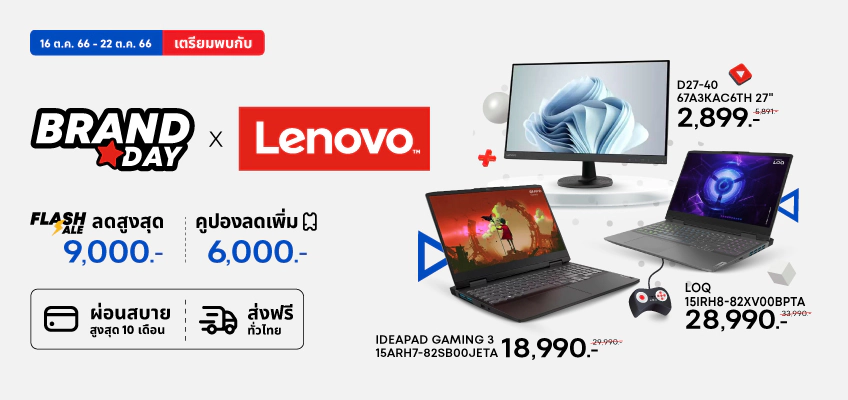 16 ต.ค. 66 - 22 ต.ค. 66 เตรียมพบกับ
BRAND
DAY
x
Lenovo™
FLASH
SALE
ลดสูงสุด
9,000.-
คูปองลดเพิ่ม
6,000.-
ผ่อนสบาย
สูงสุด 10 เดือน
ส่งฟรี
ทั่วไทย
D27-40
67A3KAC6TH 27"
5,891.-
2,899.-
LOQ
15IRH8-82XV00BPTA
33,990.-
28,990.-
IDEAPAD GAMING 3
15ARH7-82SB00JETA
18,990.-
29,990.-